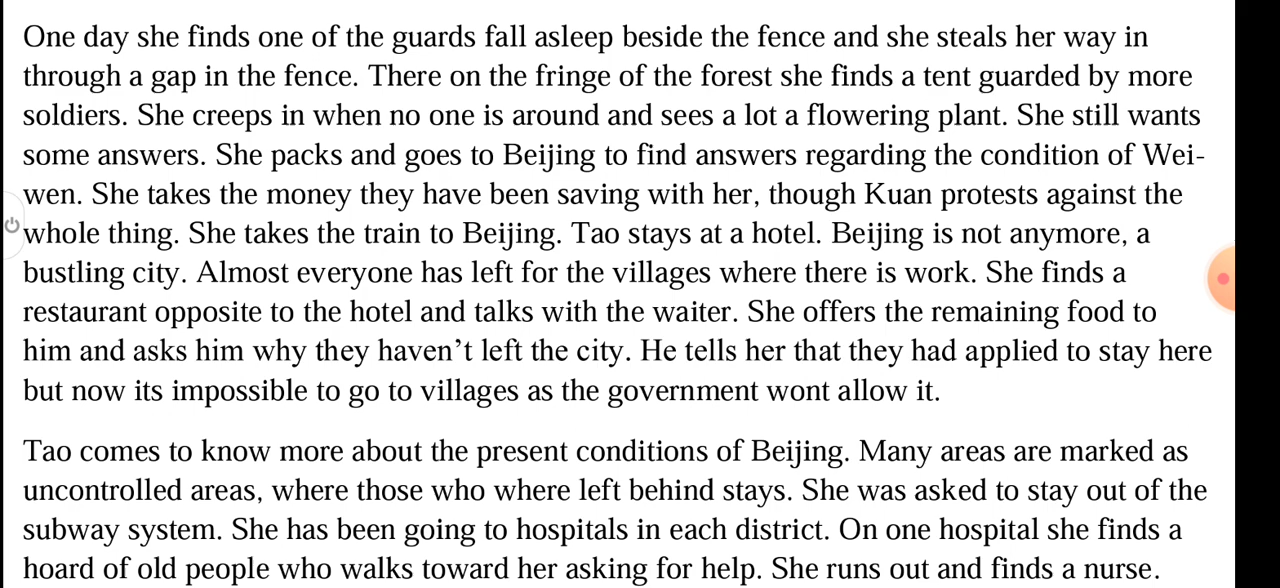 One day she finds one of the guards fall asleep beside the fence and she steals her way in
through a gap in the fence. There on the fringe of the forest she finds a tent guarded by more
soldiers. She creeps in when no one is around and sees a lot a flowering plant. She still wants
some answers. She packs and goes to Beijing to find answers regarding the condition of Wei-
wen. She takes the money they have been saving with her, though Kuan protests against the
whole thing. She takes the train to Beijing. Tao stays at a hotel. Beijing is not anymore, a
bustling city. Almost everyone has left for the villages where there is work. She finds a
restaurant opposite to the hotel and talks with the waiter. She offers the remaining food to
him and asks him why they haven’t left the city. He tells her that they had applied to stay here
but now its impossible to go to villages as the government wont allow it.
Tao comes to know more about the present conditions of Beijing. Many areas are marked as
uncontrolled areas, where those who where left behind stays. She was asked to stay out of the
subway system. She has been going to hospitals in each district. On one hospital she finds a
hoard of old people who walks toward her asking for help. She runs out and finds a nurse.